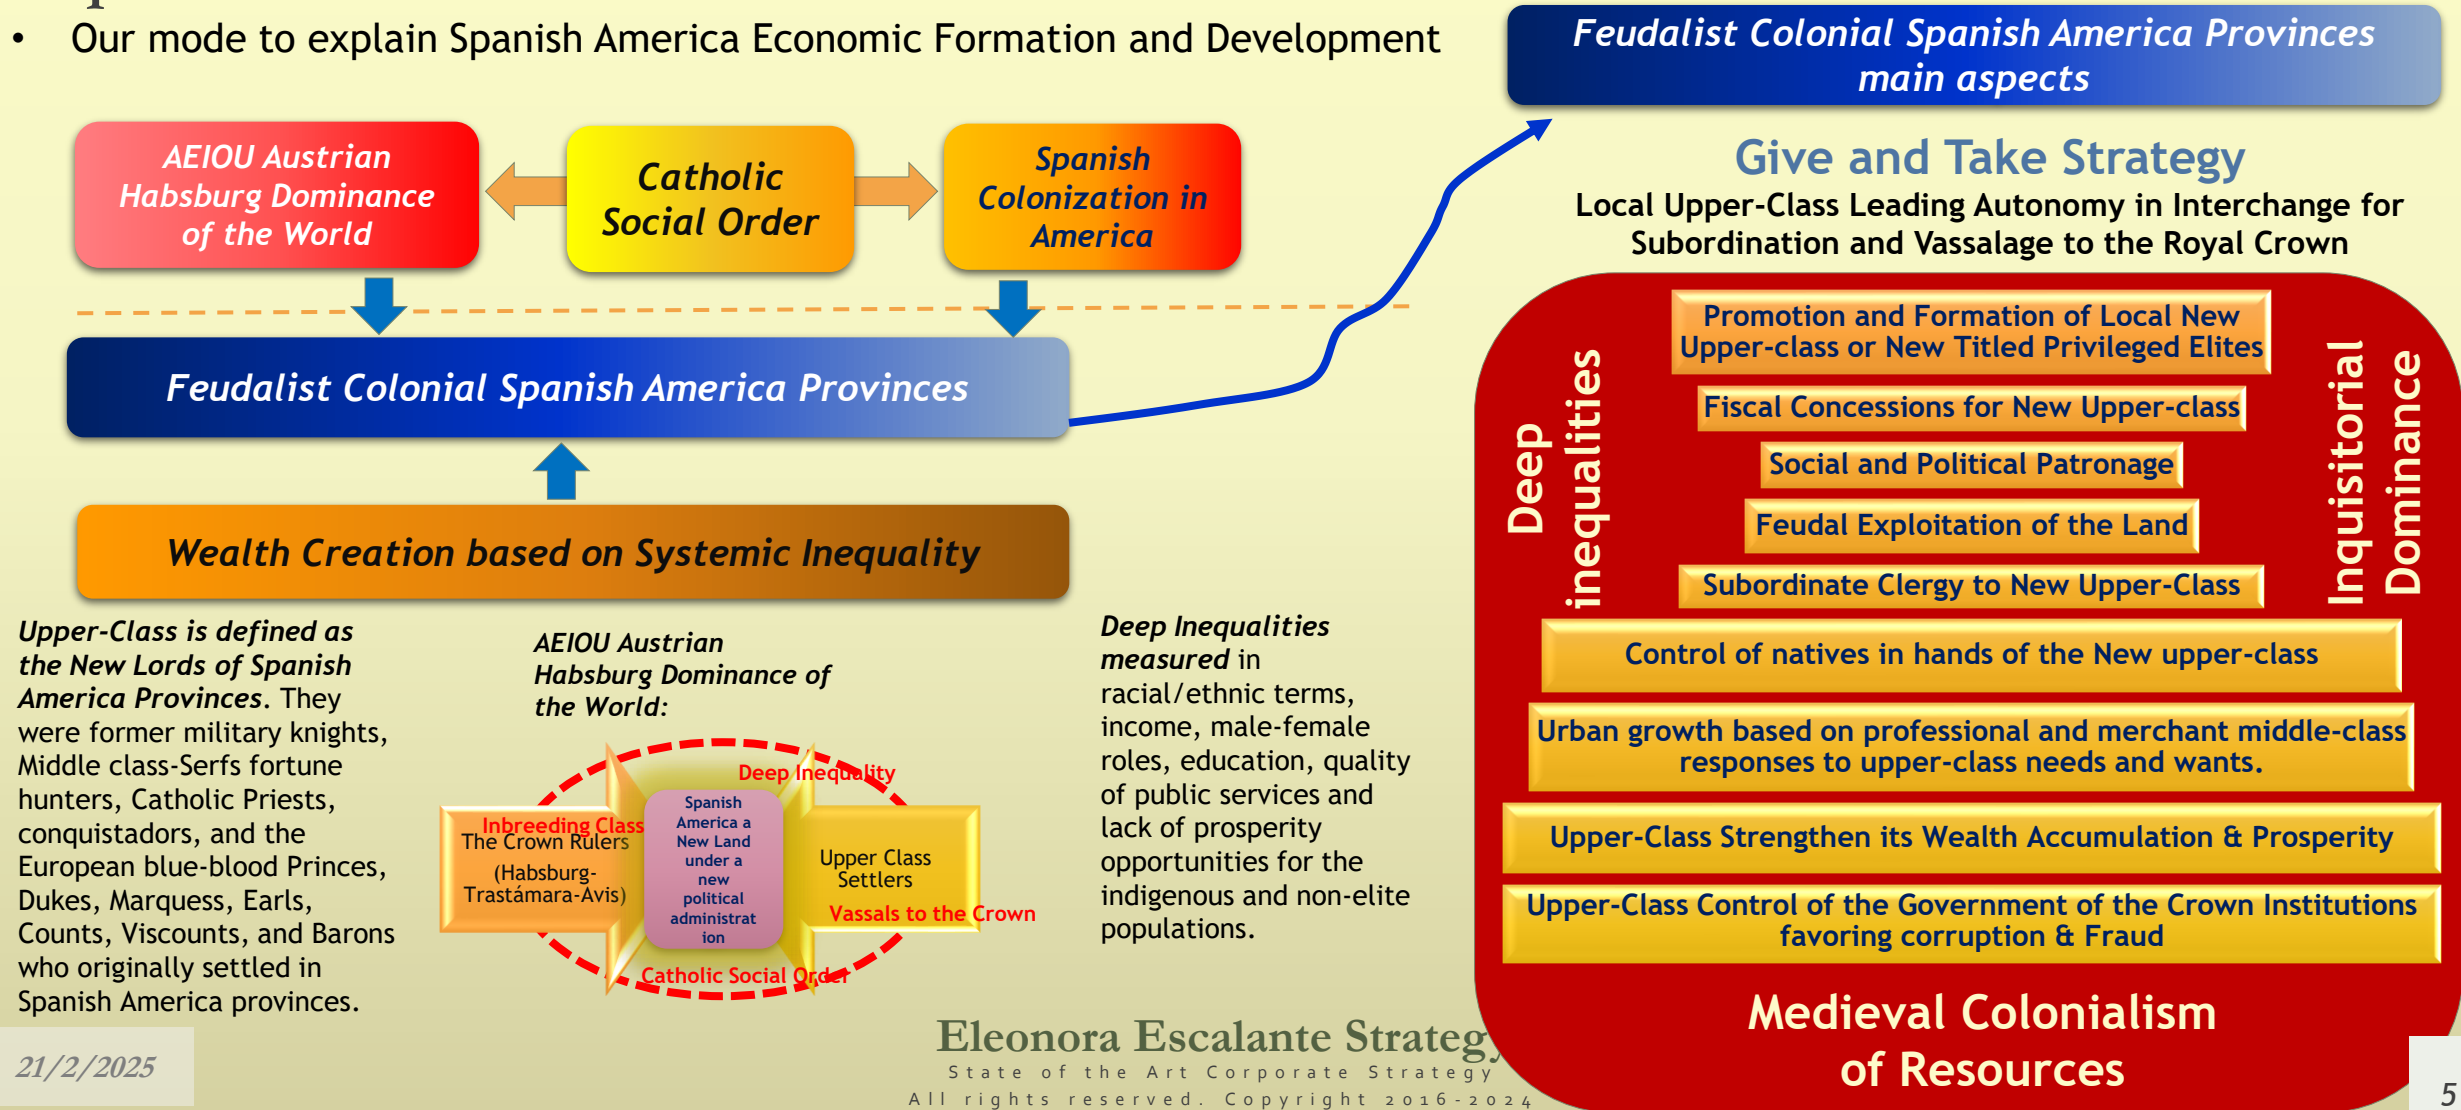 • Our mode to explain Spanish America Economic Formation and Development
AEIOU Austrian
Habsburg Dominance
of the World
Catholic
Social Order
Spanish
Colonization in
America
Feudalist Colonial Spanish America Provinces
Wealth Creation based on Systemic Inequality
Upper-Class is defined as
the New Lords of Spanish
America Provinces. They
were former military knights,
Middle class-Serfs fortune
hunters, Catholic Priests,
conquistadors, and the
European blue-blood Princes,
Dukes, Marquess, Earls,
Counts, Viscounts, and Barons
who originally settled in
Spanish America provinces.
AEIOU Austrian
Habsburg Dominance of
the World:
Deep Inequality
Inbreeding Class
The Crown Rulers
(Habsburg-
Trastámara-Avis)
Spanish
America a
New Land
under a
new
political
administrat
ion
Upper Class
Settlers
Vassals to the Crown
Catholic Social Order
Deep Inequalities
measured in
racial/ethnic terms,
income, male-female
roles, education, quality
of public services and
lack of prosperity
opportunities for the
indigenous and non-elite
populations.
Feudalist Colonial Spanish America Provinces
main aspects
Give and Take Strategy
Local Upper-Class Leading Autonomy in Interchange for
Subordination and Vassalage to the Royal Crown
Deep
inequalities
Inquisitorial
Dominance
Promotion and Formation of Local New
Upper-class or New Titled Privileged Elites
Fiscal Concessions for New Upper-class
Social and Political Patronage
Feudal Exploitation of the Land
Subordinate Clergy to New Upper-Class
Control of natives in hands of the New upper-class
Urban growth based on professional and merchant middle-class
responses to upper-class needs and wants.
Upper-Class Strengthen its Wealth Accumulation & Prosperity
Upper-Class Control of the Government of the Crown Institutions
favoring corruption & Fraud
Medieval Colonialism
of Resources
21/2/2025
Eleonora Escalante Strategy
State of the Art Corporate Strategy
All rights reserved. Copyright 2016-2024
5